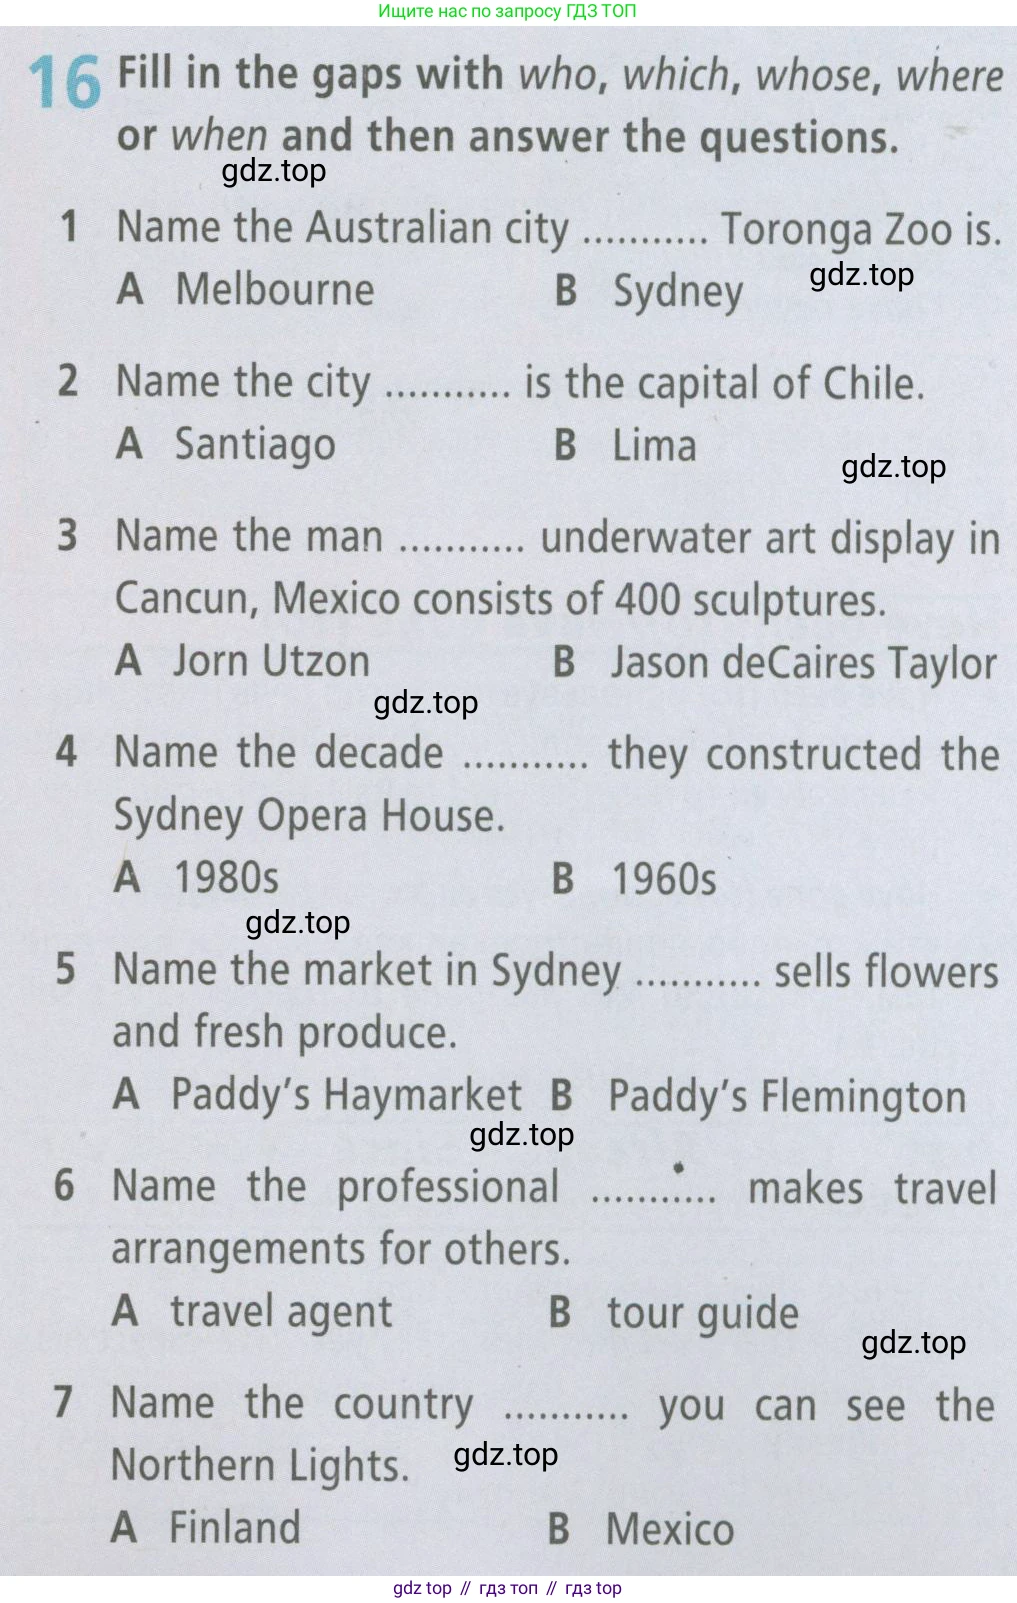 Ищите нас по запросу ГДЗ ТОП
16 Fill in the gaps with who, which, whose, where
or when and then answer the questions.
gdz.top
1 Name the Australian city ........... Toronga Zoo is.
gdz.top
A Melbourne B Sydney
2 Name the city ........... is the capital of Chile.
A Santiago B Lima
gdz.top
3 Name the man ........... underwater art display in
Cancun, Mexico consists of 400 sculptures.
A Jorn Utzon B Jason deCaires Taylor
gdz.top
4 Name the decade ........... they constructed the
Sydney Opera House.
A 1980s B 1960s
gdz.top
5 Name the market in Sydney ........... sells flowers
and fresh produce.
A Paddy's Haymarket B Paddy's Flemington
gdz.top
6 Name the professional ........... makes travel
arrangements for others.
A travel agent B tour guide
gdz.top
7 Name the country ........... you can see the
Northern Lights.
gdz.top
A Finland B Mexico
gdz top // гдз топ // гдз top